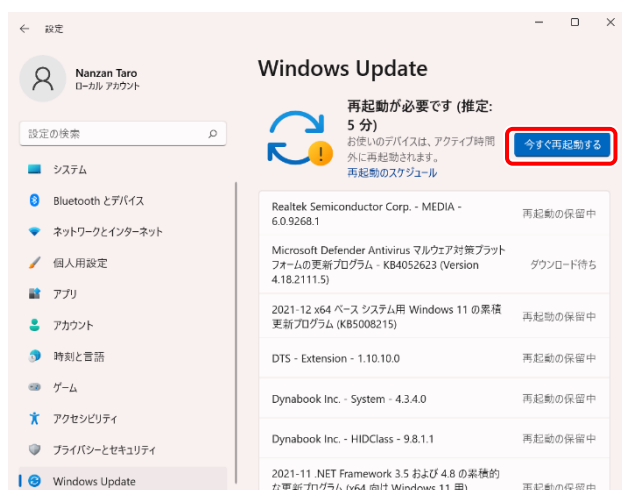 ← 設定
Nanzan Taro
ローカル アカウント
設定の検索
システム
Bluetooth とデバイス
ネットワークとインターネット
個人用設定
アプリ
アカウント
時刻と言語
ゲーム
アクセシビリティ
プライバシーとセキュリティ
Windows Update
Windows Update
再起動が必要です (推定:
5 分)
お使いのデバイスは、アクティブ時間
外に再起動されます。
再起動のスケジュール
今すぐ再起動する
Realtek Semiconductor Corp. - MEDIA -
6.0.9268.1
再起動の保留中
Microsoft Defender Antivirus マルウェア対策プラット
フォームの更新プログラム - KB4052623 (Version
4.18.2111.5)
ダウンロード待ち
2021-12 x64 ベース システム用 Windows 11 の累積
更新プログラム (KB5008215)
再起動の保留中
DTS - Extension - 1.10.10.0
再起動の保留中
Dynabook Inc. - System - 4.3.4.0
再起動の保留中
Dynabook Inc. - HIDClass - 9.8.1.1
再起動の保留中
2021-11 .NET Framework 3.5 および 4.8 の累積的
な更新プログラム (x64 向け Windows 11 用)
再起動の保留中